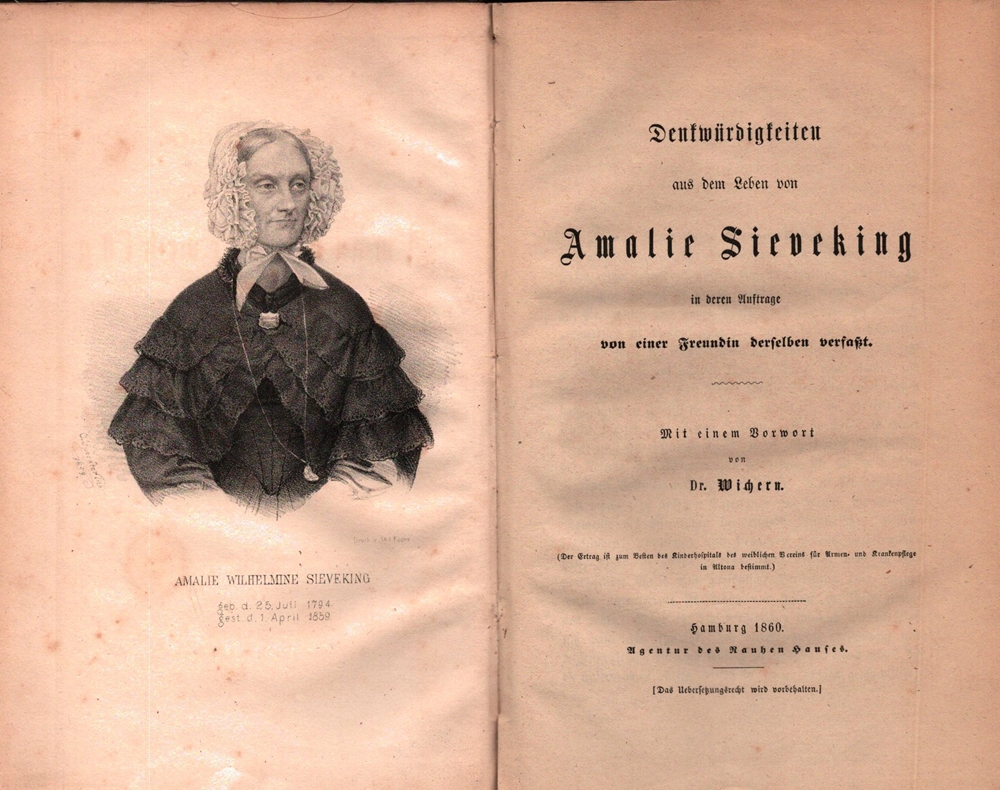 Druck v.
AMALIE WILHELMINE SIEVEKING
geb. d. 25. Juli 1794.
gest. d. 1. April 1859.
Denkwürdigkeiten
aus dem Leben von
Amalie Sieveking
in deren Auftrage
von einer Freundin derselben verfaßt.
Mit einem Vorwort
von
Dr. Wichern.
(Der Ertrag ist zum Besten des Kinderhospitals des weiblichen Vereins für Armen- und Krankenpflege
in Altona bestimmt.)
Hamburg 1860.
Agentur des Rauhen Hauses.
[Das Uebersetzungsrecht wird vorbehalten.]